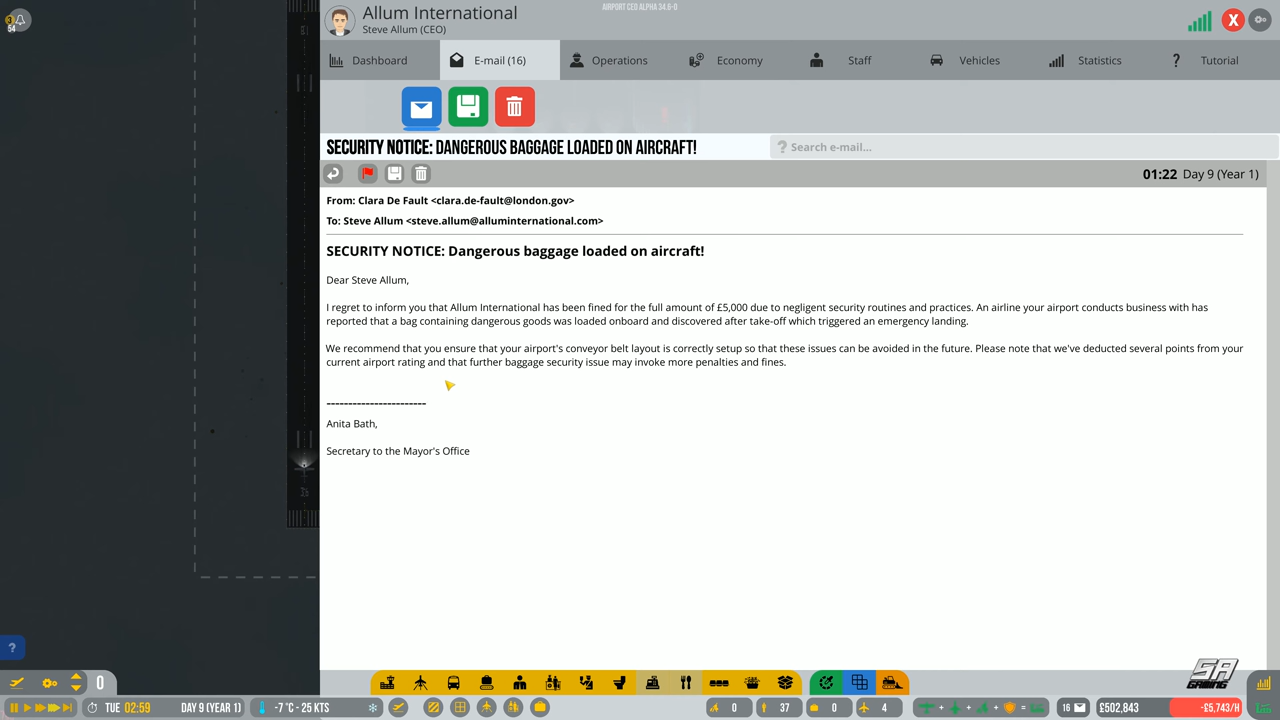 AIRPORT CEO ALPHA 34.6-0
Allum International
Steve Allum (CEO)
X
54
Dashboard
E-mail (16)
Operations
Economy
Staff
Vehicles
Statistics
? Tutorial
SECURITY NOTICE: DANGEROUS BAGGAGE LOADED ON AIRCRAFT!
? Search e-mail...
01:22 Day 9 (Year 1)
From: Clara De Fault <clara.de-fault@london.gov>
To: Steve Allum <steve.allum@alluminternational.com>
SECURITY NOTICE: Dangerous baggage loaded on aircraft!
Dear Steve Allum,
I regret to inform you that Allum International has been fined for the full amount of £5,000 due to negligent security routines and practices. An airline your airport conducts business with has
reported that a bag containing dangerous goods was loaded onboard and discovered after take-off which triggered an emergency landing.
We recommend that you ensure that your airport's conveyor belt layout is correctly setup so that these issues can be avoided in the future. Please note that we've deducted several points from your
current airport rating and that further baggage security issue may invoke more penalties and fines.
------------------------
Anita Bath,
Secretary to the Mayor's Office
SA
GAMING
?
0
TUE 02:59
DAY 9 (YEAR 1)
-7 °C - 25 KTS
0
37
0
4
16
£502,843
-£5,743/H